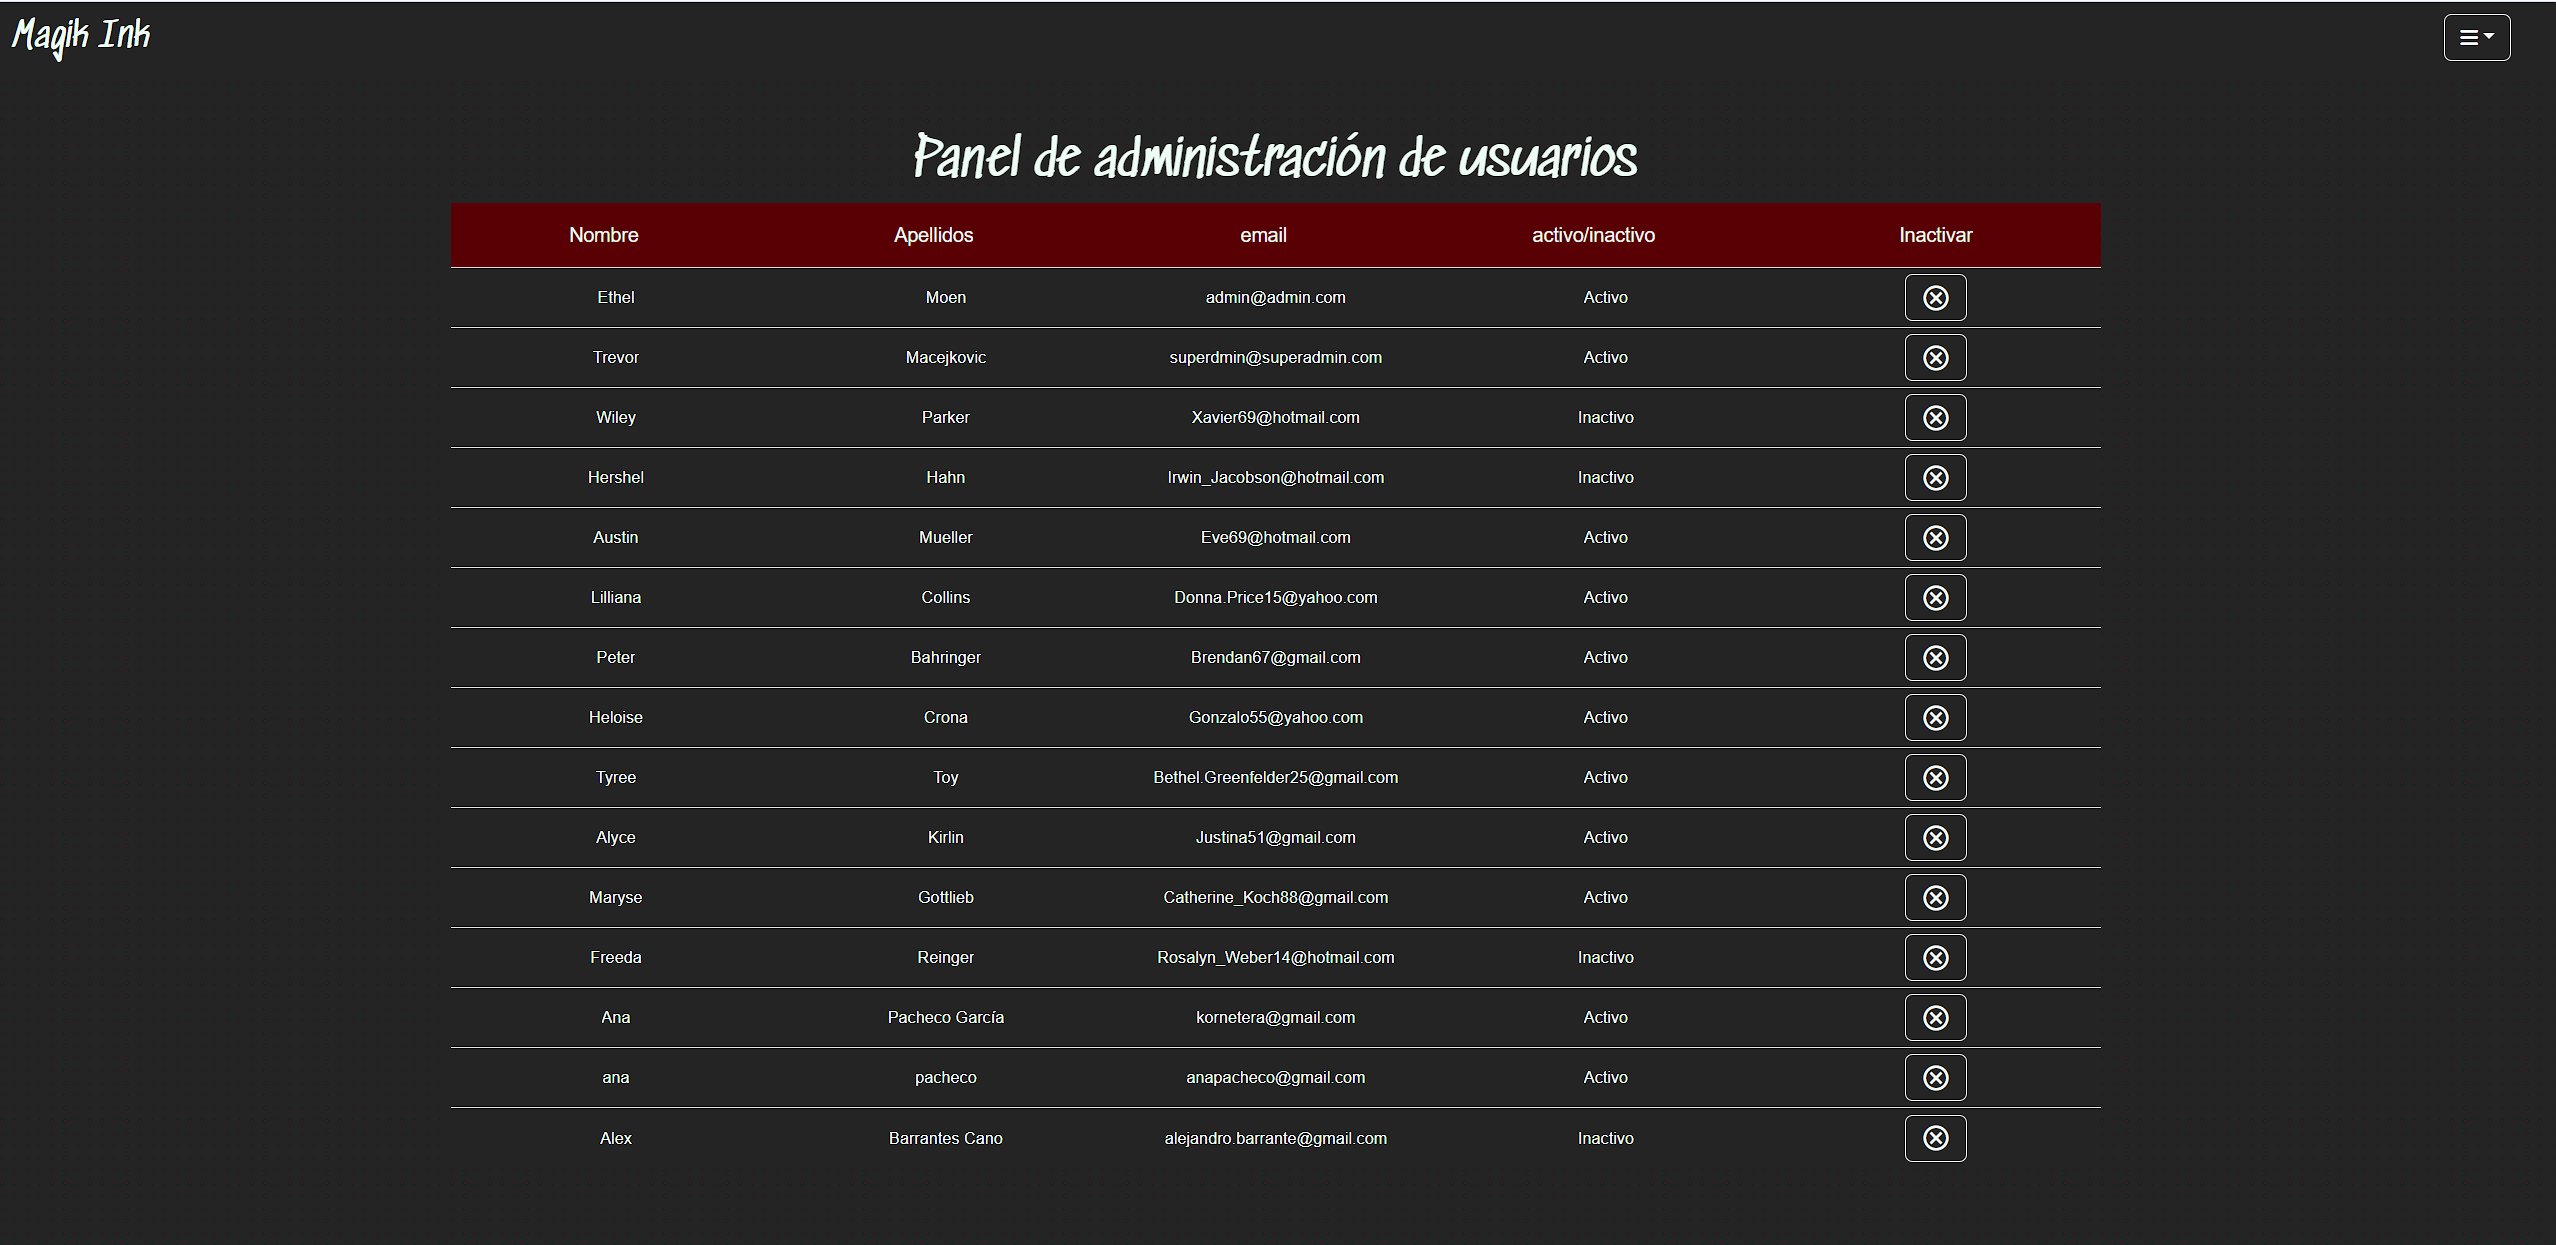 Magik Ink
Panel de administración de usuarios
Nombre Apellidos email activo/inactivo Inactivar
Ethel Moen admin@admin.com Activo
Trevor Macejkovic superdmin@superadmin.com Activo
Wiley Parker Xavier69@hotmail.com Inactivo
Hershel Hahn Irwin_Jacobson@hotmail.com Inactivo
Austin Mueller Eve69@hotmail.com Activo
Lilliana Collins Donna.Price15@yahoo.com Activo
Peter Bahringer Brendan67@gmail.com Activo
Heloise Crona Gonzalo55@yahoo.com Activo
Tyree Toy Bethel.Greenfelder25@gmail.com Activo
Alyce Kirlin Justina51@gmail.com Activo
Maryse Gottlieb Catherine_Koch88@gmail.com Activo
Freeda Reinger Rosalyn_Weber14@hotmail.com Inactivo
Ana Pacheco García kornetera@gmail.com Activo
ana pacheco anapacheco@gmail.com Activo
Alex Barrantes Cano alejandro.barrante@gmail.com Inactivo